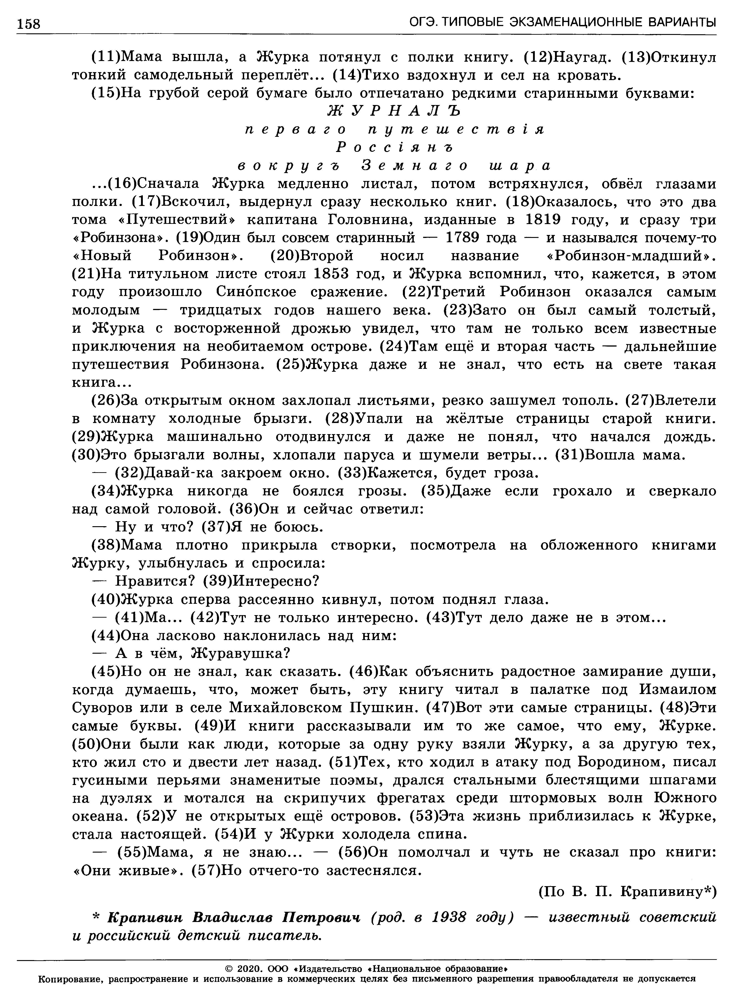 158
ОГЭ. ТИПОВЫЕ ЭКЗАМЕНАЦИОННЫЕ ВАРИАНТЫ
(11)Мама вышла, а Журка потянул с полки книгу. (12)Наугад. (13)Откинул
тонкий самодельный переплёт... (14)Тихо вздохнул и сел на кровать.
(15)На грубой серой бумаге было отпечатано редкими старинными буквами:
Ж У Р Н А Л Ъ
п е р в а г о п у т е ш е с т в і я
Р о с с і я н ъ
в о к р у г ъ З е м н а г о ш а р а
...(16)Сначала Журка медленно листал, потом встряхнулся, обвёл глазами
полки. (17)Вскочил, выдернул сразу несколько книг. (18)Оказалось, что это два
тома «Путешествий» капитана Головнина, изданные в 1819 году, и сразу три
«Робинзона». (19)Один был совсем старинный — 1789 года — и назывался почему-то
«Новый Робинзон». (20)Второй носил название «Робинзон-младший».
(21)На титульном листе стоял 1853 год, и Журка вспомнил, что, кажется, в этом
году произошло Сино́пское сражение. (22)Третий Робинзон оказался самым
молодым — тридцатых годов нашего века. (23)Зато он был самый толстый,
и Журка с восторженной дрожью увидел, что там не только всем известные
приключения на необитаемом острове. (24)Там ещё и вторая часть — дальнейшие
путешествия Робинзона. (25)Журка даже и не знал, что есть на свете такая
книга...
(26)За открытым окном захлопал листьями, резко зашумел тополь. (27)Влетели
в комнату холодные брызги. (28)Упали на жёлтые страницы старой книги.
(29)Журка машинально отодвинулся и даже не понял, что начался дождь.
(30)Это брызгали волны, хлопали паруса и шумели ветры... (31)Вошла мама.
— (32)Давай-ка закроем окно. (33)Кажется, будет гроза.
(34)Журка никогда не боялся грозы. (35)Даже если грохало и сверкало
над самой головой. (36)Он и сейчас ответил:
— Ну и что? (37)Я не боюсь.
(38)Мама плотно прикрыла створки, посмотрела на обложенного книгами
Журку, улыбнулась и спросила:
— Нравится? (39)Интересно?
(40)Журка сперва рассеянно кивнул, потом поднял глаза.
— (41)Ма... (42)Тут не только интересно. (43)Тут дело даже не в этом...
(44)Она ласково наклонилась над ним:
— А в чём, Журавушка?
(45)Но он не знал, как сказать. (46)Как объяснить радостное замирание души,
когда думаешь, что, может быть, эту книгу читал в палатке под Измаилом
Суворов или в селе Михайловском Пушкин. (47)Вот эти самые страницы. (48)Эти
самые буквы. (49)И книги рассказывали им то же самое, что ему, Журке.
(50)Они были как люди, которые за одну руку взяли Журку, а за другую тех,
кто жил сто и двести лет назад. (51)Тех, кто ходил в атаку под Бородином, писал
гусиными перьями знаменитые поэмы, дрался стальными блестящими шпагами
на дуэлях и мотался на скрипучих фрегатах среди штормовых волн Южного
океана. (52)У не открытых ещё островов. (53)Эта жизнь приблизилась к Журке,
стала настоящей. (54)И у Журки холодела спина.
— (55)Мама, я не знаю... — (56)Он помолчал и чуть не сказал про книги:
«Они живые». (57)Но отчего-то застеснялся.
(По В. П. Крапивину*)
* Крапивин Владислав Петрович (род. в 1938 году) — известный советский
и российский детский писатель.
© 2020. ООО «Издательство «Национальное образование»
Копирование, распространение и использование в коммерческих целях без письменного разрешения правообладателя не допускается